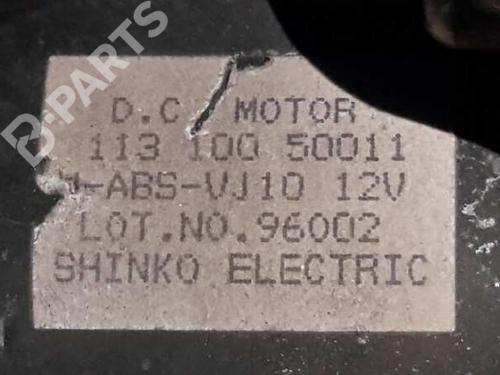 B-PARTS
D.C MOTOR
113 100 50011
M-ABS-VJ10 12V
LOT.NO.96002
SHINKO ELECTRIC